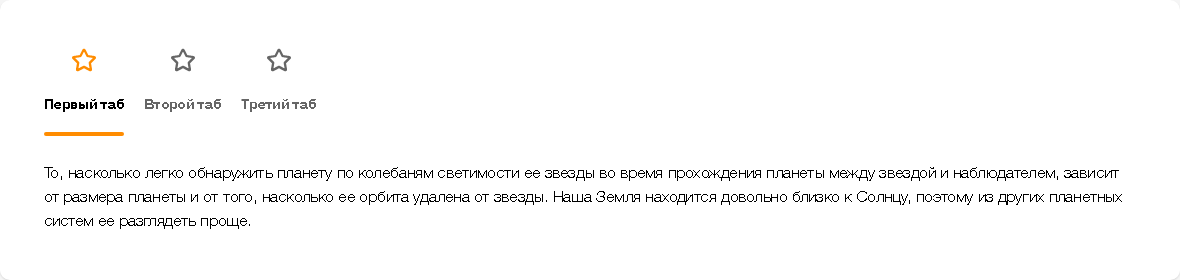 Первый таб Второй таб Третий таб
То, насколько легко обнаружить планету по колебаням светимости ее звезды во время прохождения планеты между звездой и наблюдателем, зависит
от размера планеты и от того, насколько ее орбита удалена от звезды. Наша Земля находится довольно близко к Солнцу, поэтому из других планетных
систем ее разглядеть проще.